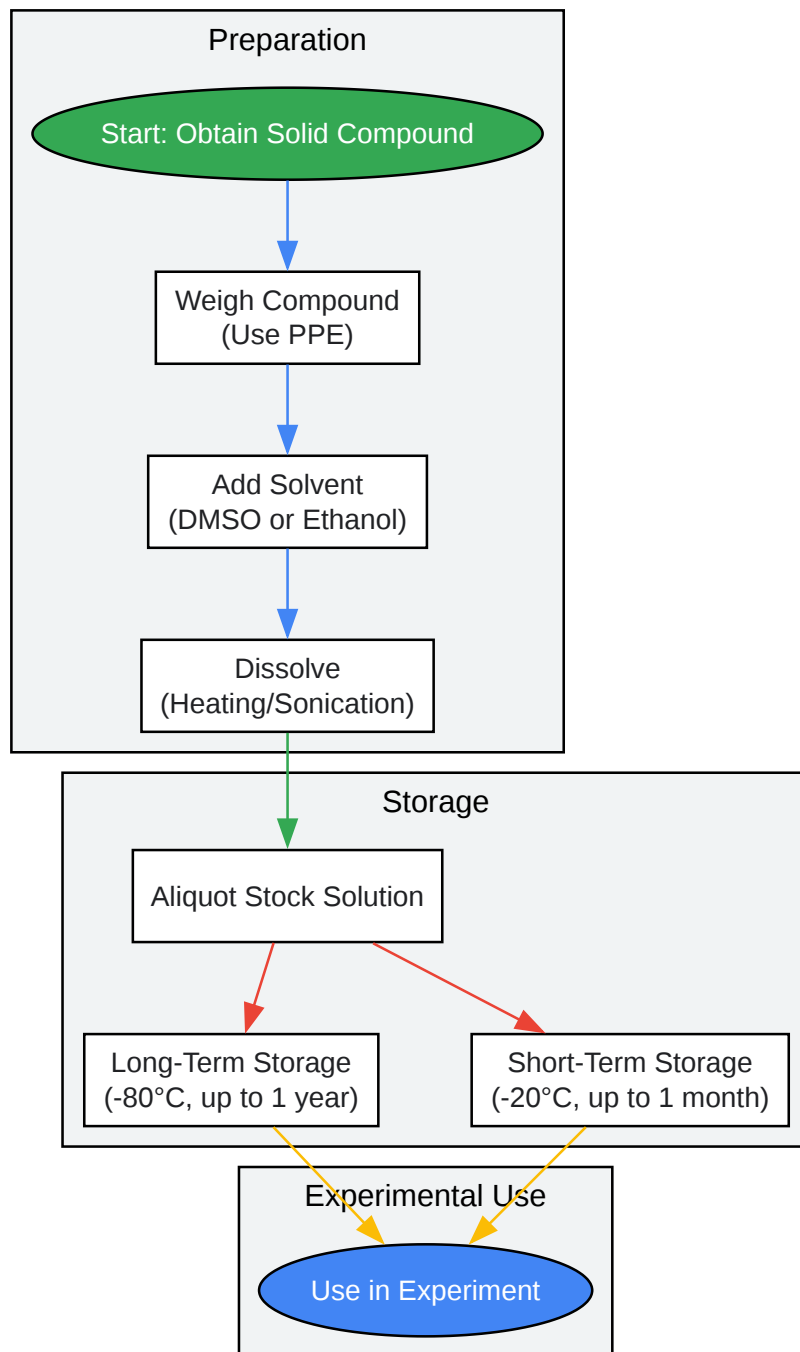 Preparation
Start: Obtain Solid Compound
Weigh Compound
(Use PPE)
Add Solvent
(DMSO or Ethanol)
Dissolve
(Heating/Sonication)
Storage
Aliquot Stock Solution
Long-Term Storage
(-80°C, up to 1 year)
Short-Term Storage
(-20°C, up to 1 month)
Experimental Use
Use in Experiment